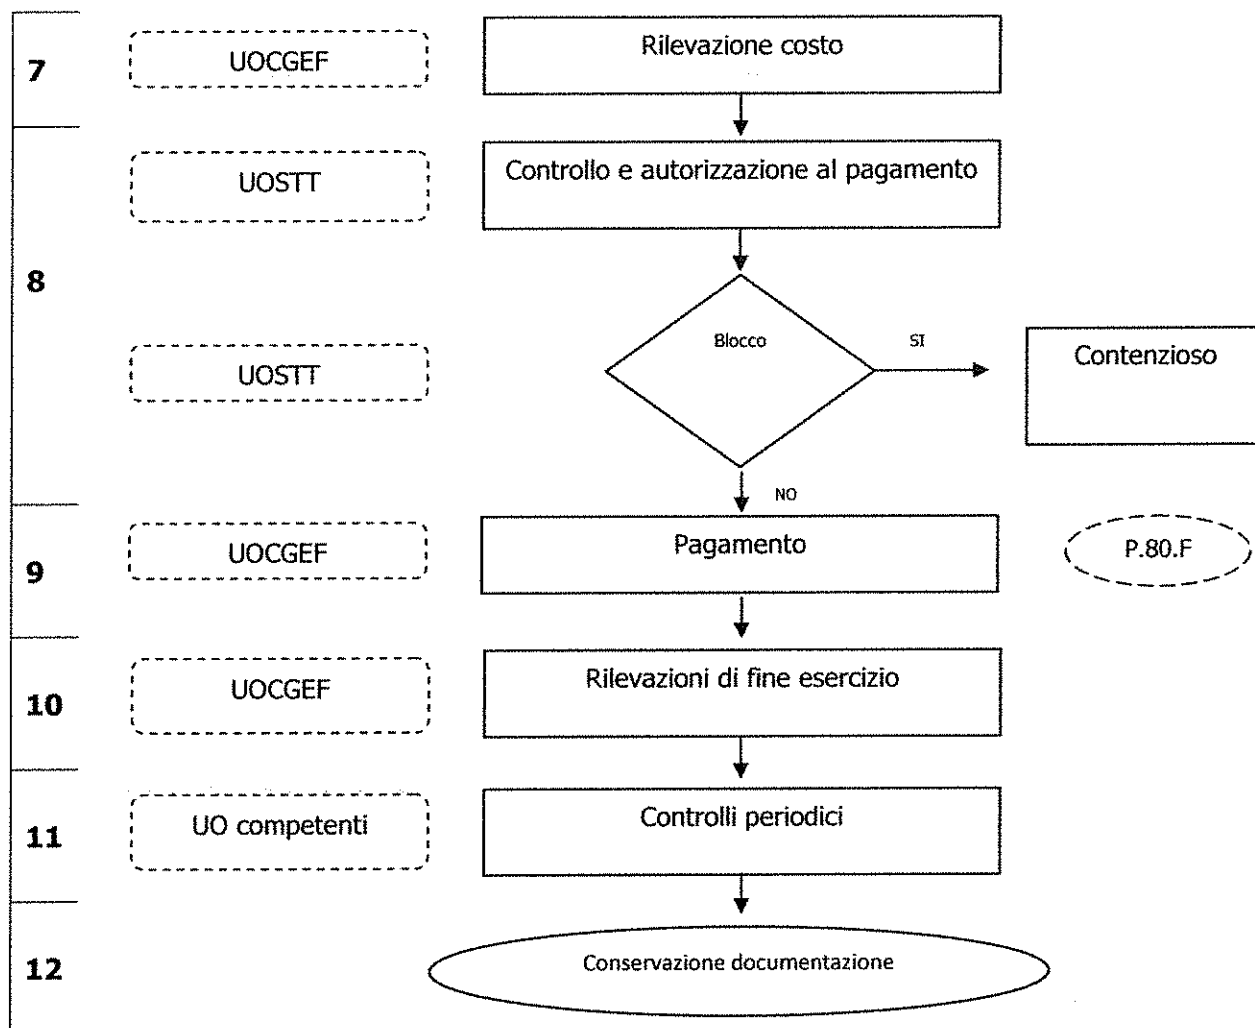 7
UOCGEF
Rilevazione costo
UOSTT
Controllo e autorizzazione al pagamento
8
Blocco
SI
UOSTT
Contenzioso
NO
9
UOCGEF
Pagamento
P.80.F
10
UOCGEF
Rilevazioni di fine esercizio
11
UO competenti
Controlli periodici
12
Conservazione documentazione